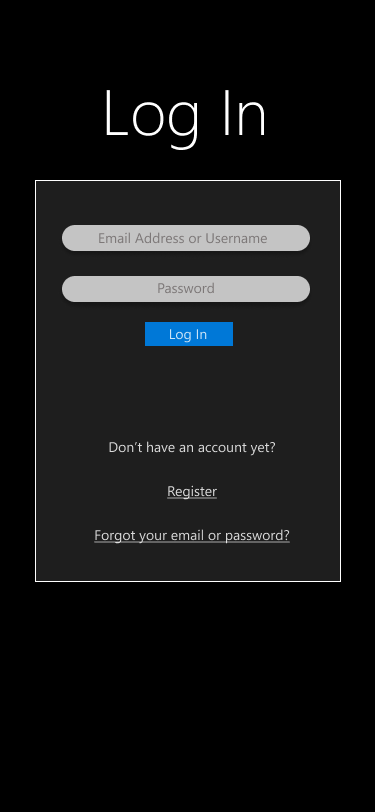 Log In
Email Address or Username
Password
Log In
Don't have an account yet?
Register
Forgot your email or password?